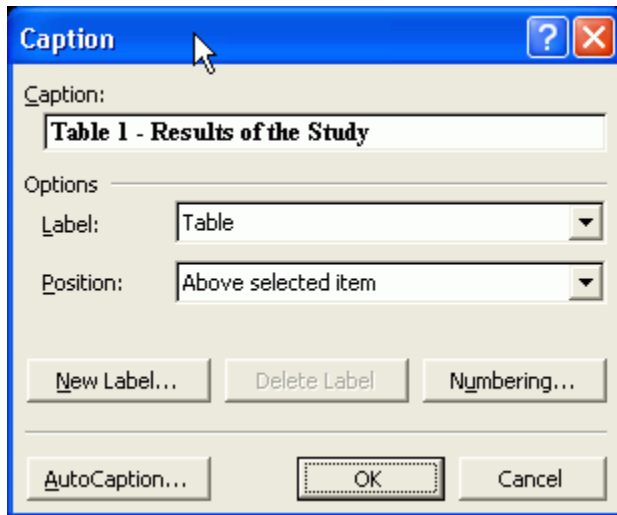 Caption
Caption:
Table 1 - Results of the Study
Options
Label: Table
Position: Above selected item
New Label... Delete Label Numbering...
AutoCaption... OK Cancel